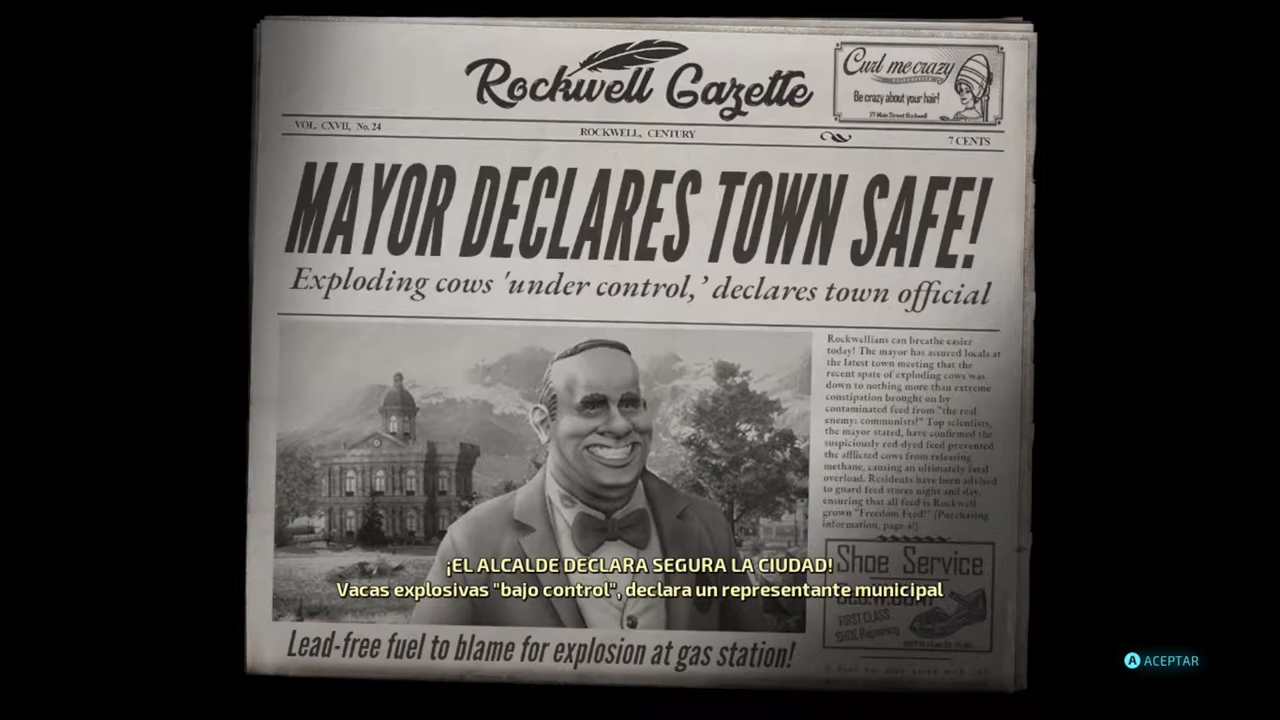 Rockwell Gazette
Curl me crazy
Be crazy about your hair!
77 Main Street Rockwell
VOL. CXVII, No. 24
ROCKWELL, CENTURY
7 CENTS
MAYOR DECLARES TOWN SAFE!
Exploding cows 'under control,' declares town official
Rockwellians can breathe easier
today! The mayor has assured locals at
the latest town meeting that the
recent spate of exploding cows was
down to nothing more than extreme
constipation brought on by
contaminated feed from "the real
enemy: communists!" Top scientists,
the mayor stated, have confirmed the
suspiciously red-dyed feed prevented
the afflicted cows from releasing
methane, causing an ultimately fatal
overload. Residents have been advised
to guard feed stores night and day,
ensuring that all feed is Rockwell
grown "Freedom Feed!" (Purchasing
information, page 4!)
¡EL ALCALDE DECLARA SEGURA LA CIUDAD!
Vacas explosivas "bajo control", declara un representante municipal
Shoe Service
FIRST CLASS
SHOE Repairing
Lead-free fuel to blame for explosion at gas station!
A ACEPTAR